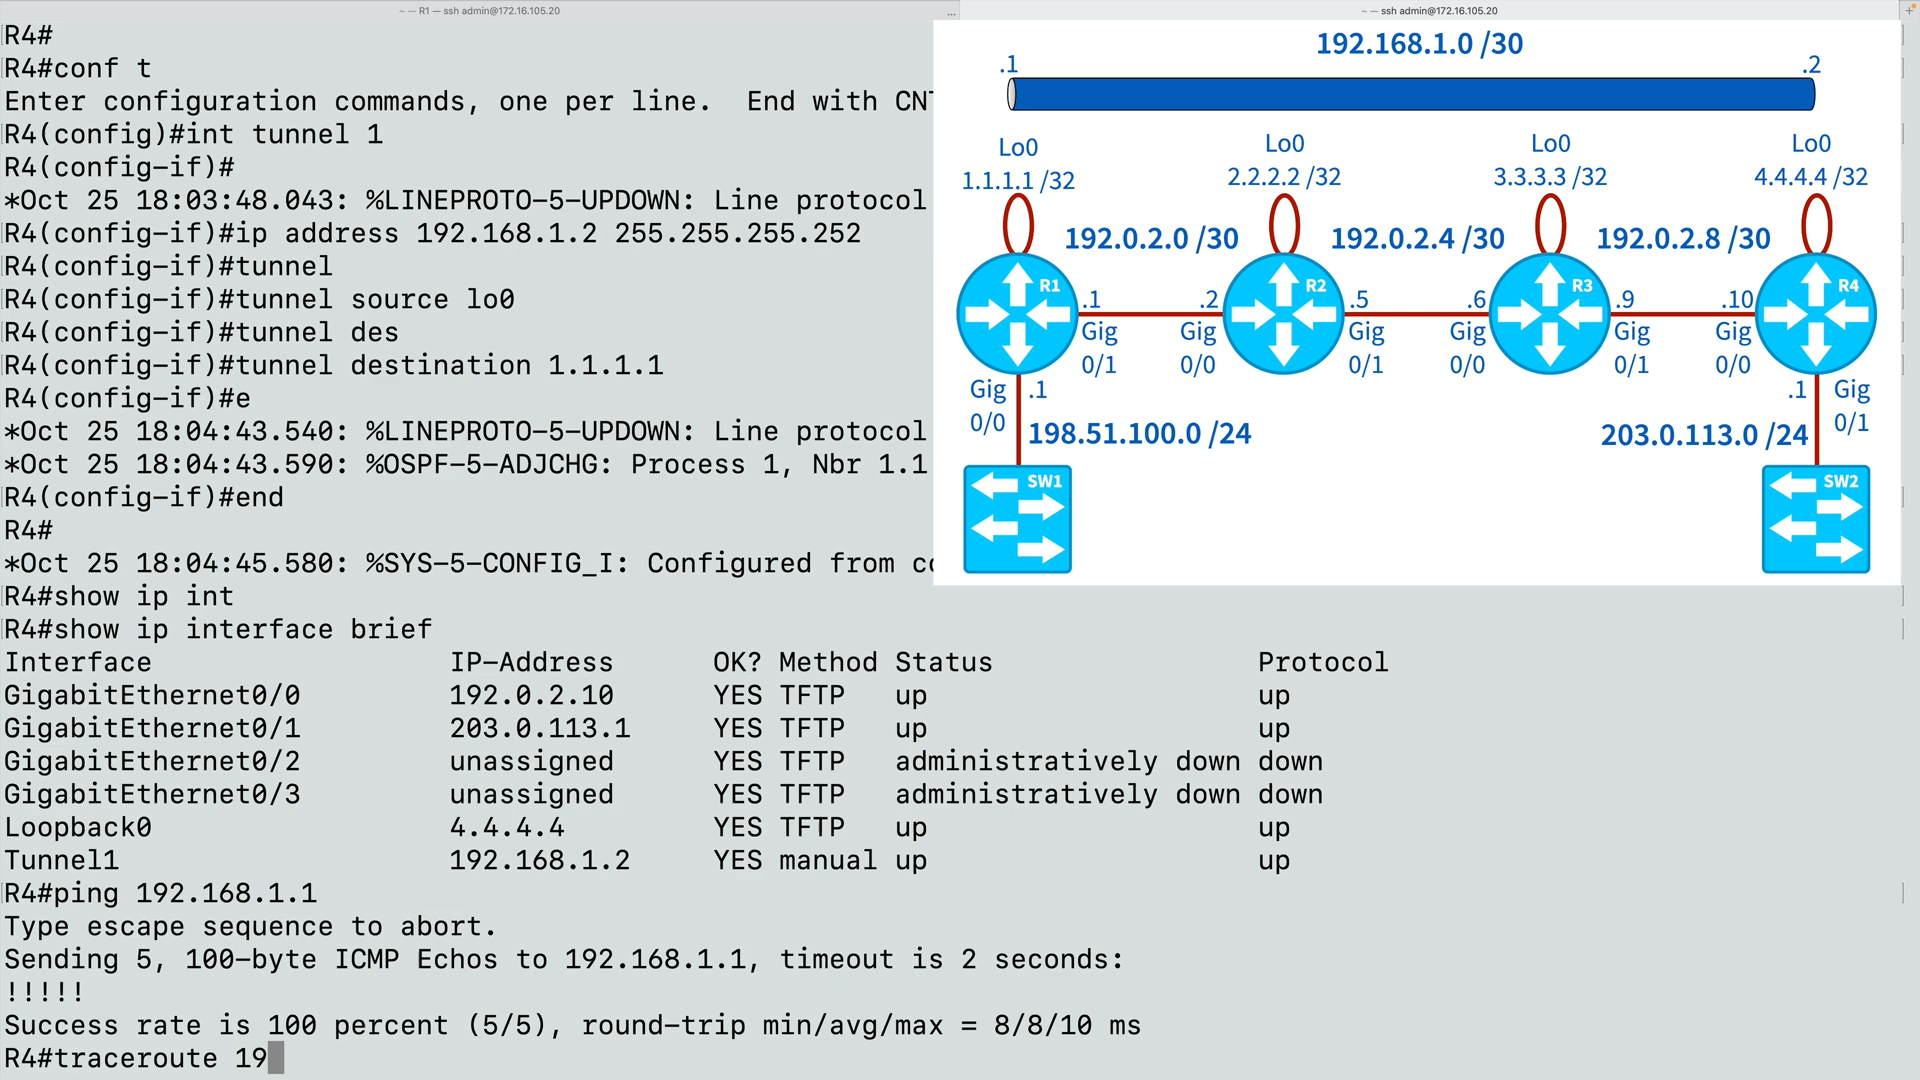 ~ — R1 — ssh admin@172.16.105.20
...
~ — ssh admin@172.16.105.20
+
R4#
R4#conf t
Enter configuration commands, one per line.  End with CNT
R4(config)#int tunnel 1
R4(config-if)#
*Oct 25 18:03:48.043: %LINEPROTO-5-UPDOWN: Line protocol
R4(config-if)#ip address 192.168.1.2 255.255.255.252
R4(config-if)#tunnel
R4(config-if)#tunnel source lo0
R4(config-if)#tunnel des
R4(config-if)#tunnel destination 1.1.1.1
R4(config-if)#e
*Oct 25 18:04:43.540: %LINEPROTO-5-UPDOWN: Line protocol
*Oct 25 18:04:43.590: %OSPF-5-ADJCHG: Process 1, Nbr 1.1
R4(config-if)#end
R4#
*Oct 25 18:04:45.580: %SYS-5-CONFIG_I: Configured from co
R4#show ip int
R4#show ip interface brief
Interface IP-Address OK? Method Status Protocol
GigabitEthernet0/0 192.0.2.10 YES TFTP up up
GigabitEthernet0/1 203.0.113.1 YES TFTP up up
GigabitEthernet0/2 unassigned YES TFTP administratively down down
GigabitEthernet0/3 unassigned YES TFTP administratively down down
Loopback0 4.4.4.4 YES TFTP up up
Tunnel1 192.168.1.2 YES manual up up
R4#ping 192.168.1.1
Type escape sequence to abort.
Sending 5, 100-byte ICMP Echos to 192.168.1.1, timeout is 2 seconds:
!!!!!
Success rate is 100 percent (5/5), round-trip min/avg/max = 8/8/10 ms
R4#traceroute 19
192.168.1.0 /30
.1 .2
Lo0 Lo0 Lo0 Lo0
1.1.1.1 /32 2.2.2.2 /32 3.3.3.3 /32 4.4.4.4 /32
192.0.2.0 /30 192.0.2.4 /30 192.0.2.8 /30
R1 R2 R3 R4
.1 .2 .5 .6 .9 .10
Gig Gig Gig Gig Gig Gig
0/1 0/0 0/1 0/0 0/1 0/0
Gig .1 .1 Gig
0/0 0/1
198.51.100.0 /24 203.0.113.0 /24
SW1 SW2